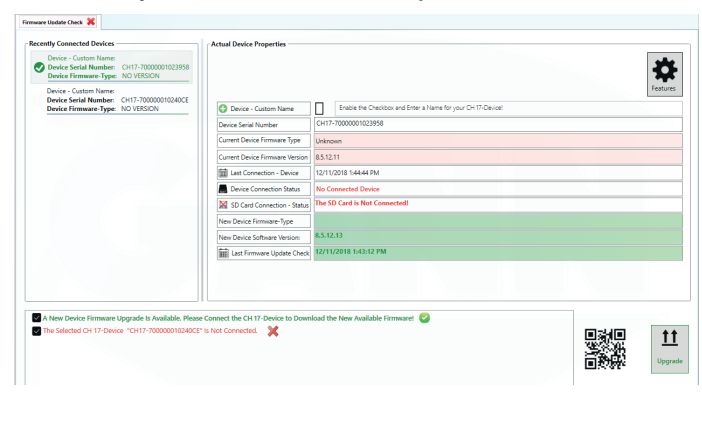 Firmware Update Check
Recently Connected Devices
Device - Custom Name:
Device Serial Number: CH17-70000001023958
Device Firmware-Type: NO VERSION
Device - Custom Name:
Device Serial Number: CH17-700000010240CE
Device Firmware-Type: NO VERSION
Actual Device Properties
Features
Device - Custom Name
Enable the Checkbox and Enter a Name for your CH 17-Device!
Device Serial Number
CH17-70000001023958
Current Device Firmware Type
Unknown
Current Device Firmware Version
8.5.12.11
Last Connection - Device
12/11/2018 1:44:44 PM
Device Connection Status
No Connected Device
SD Card Connection - Status
The SD Card is Not Connected!
New Device Firmware-Type
New Device Software Version
8.5.12.13
Last Firmware Update Check
12/11/2018 1:43:12 PM
A New Device Firmware Upgrade Is Available. Please Connect the CH 17-Device to Download the New Available Firmware!
The Selected CH 17-Device "CH17-700000010240CE" Is Not Connected.
Upgrade